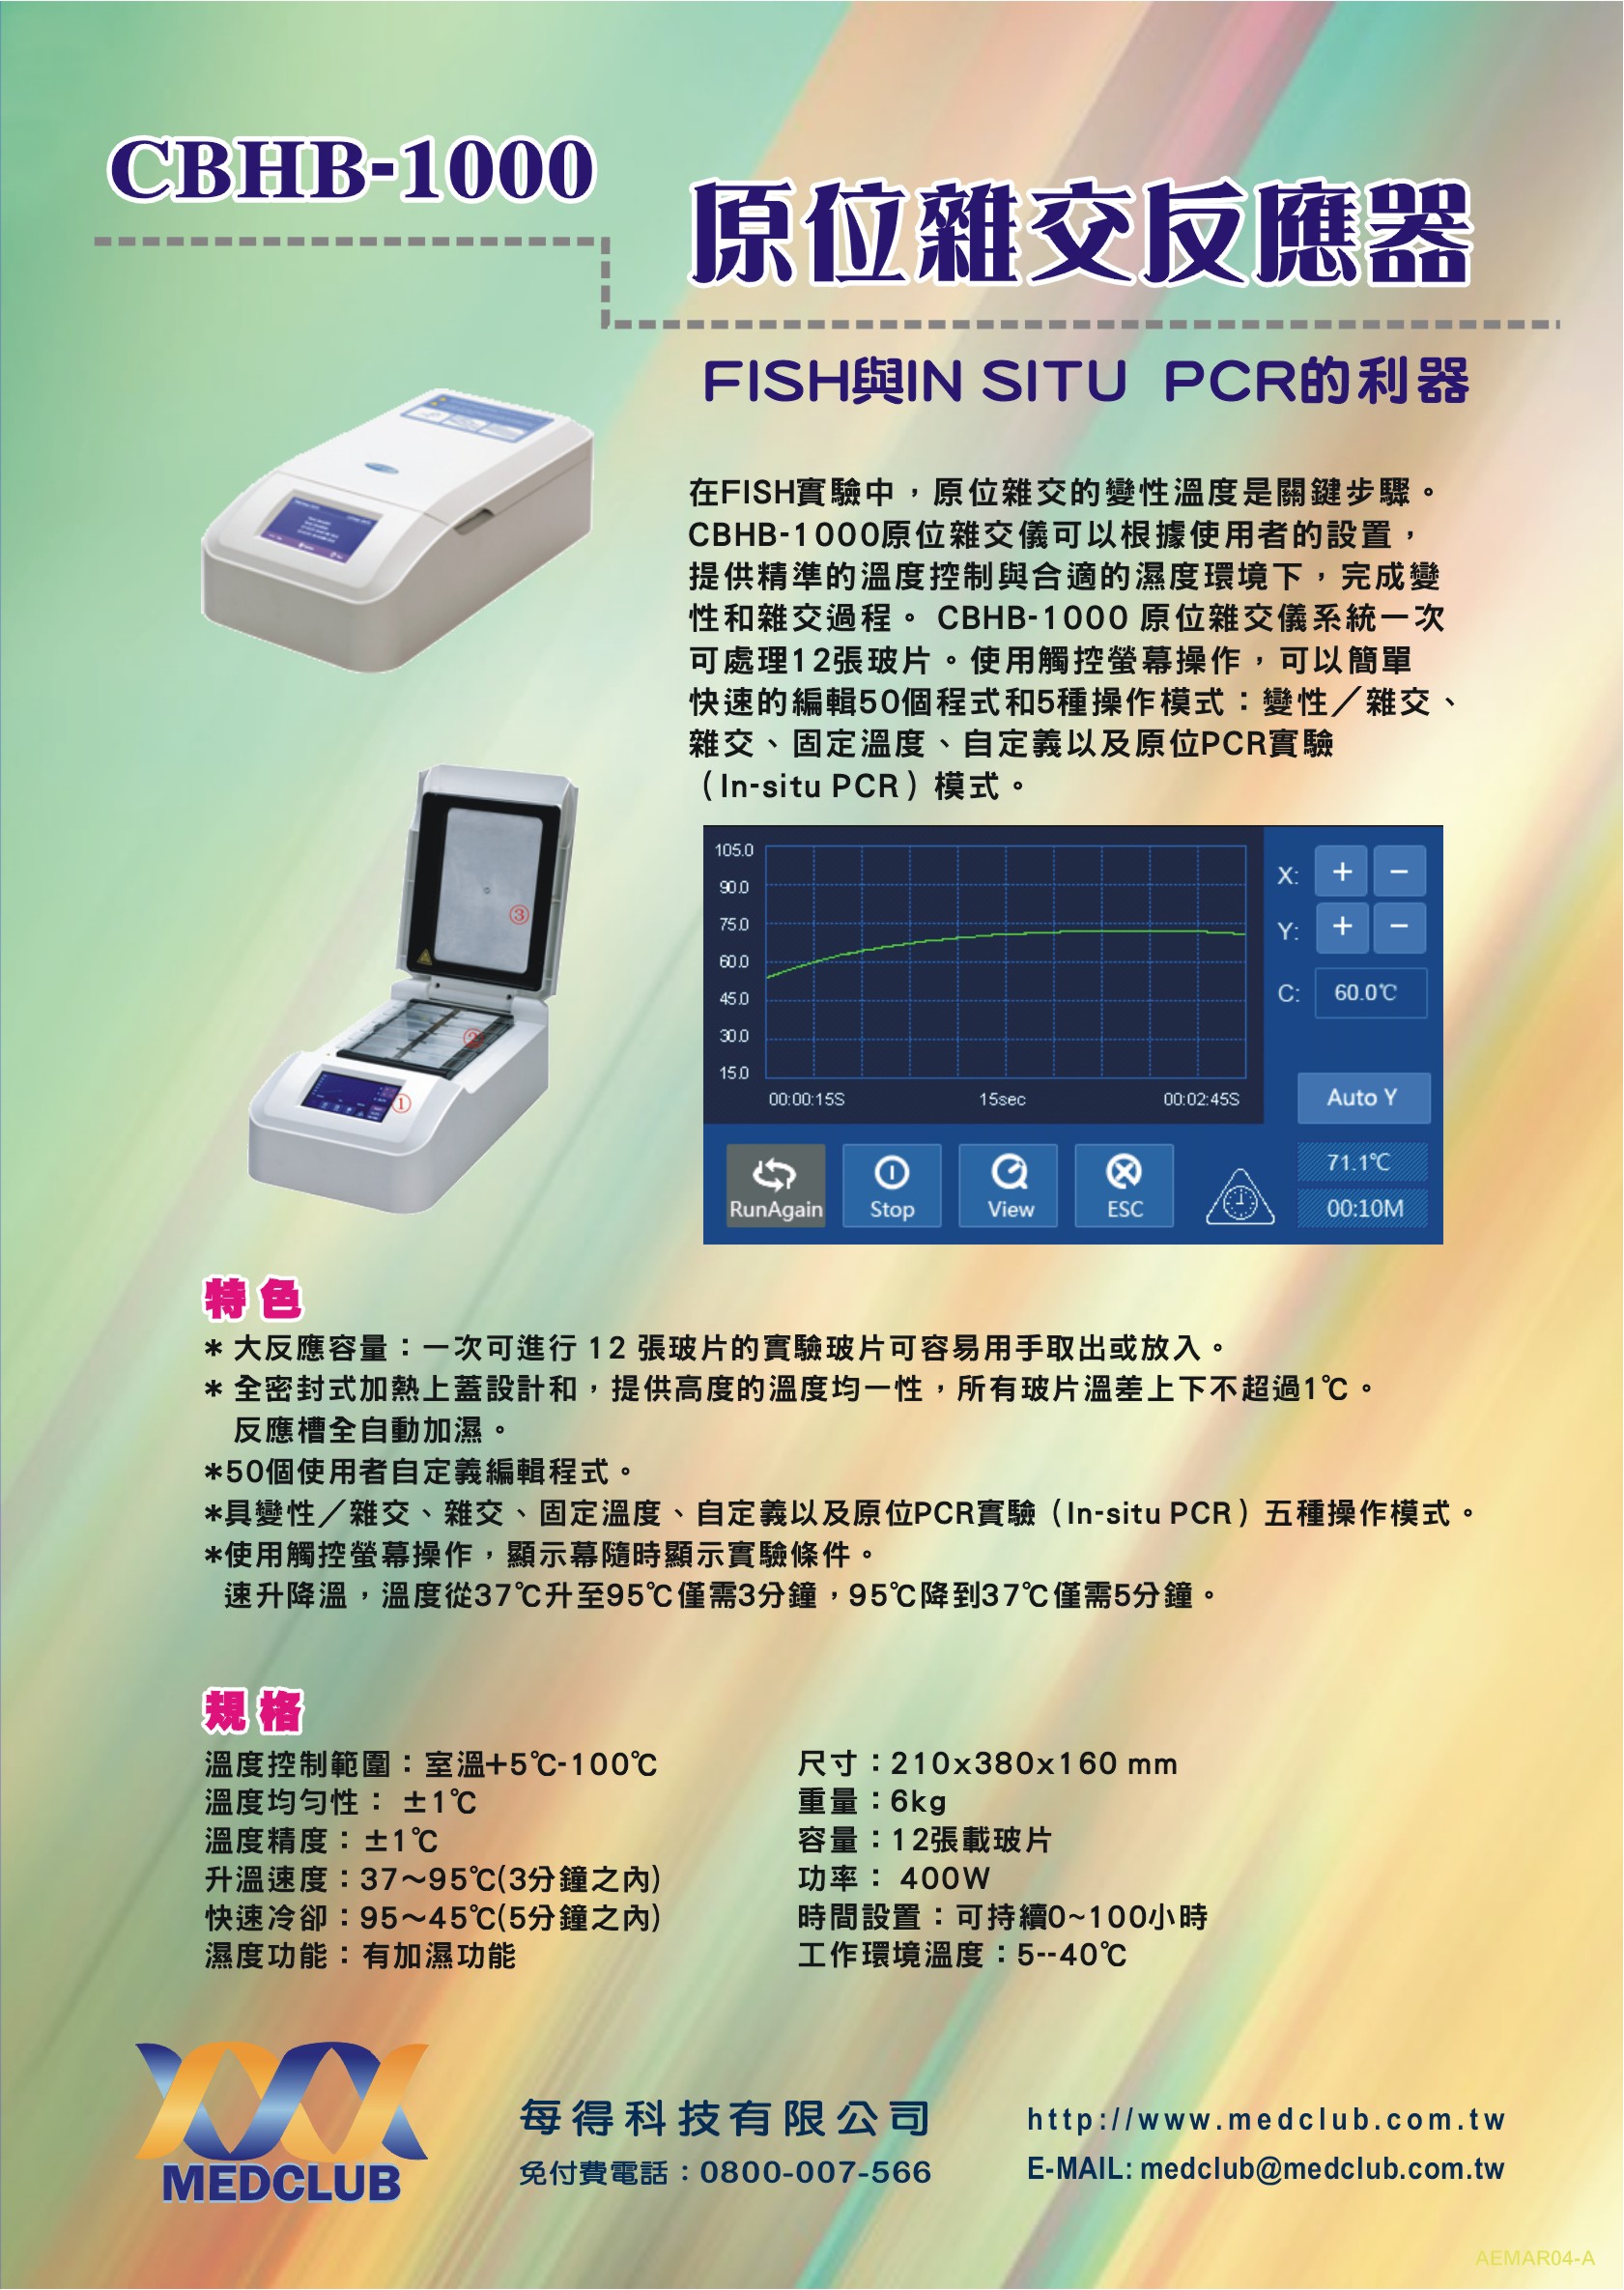 CBHB-1000
原位雜交反應器
FISH與IN SITU PCR的利器
在FISH實驗中，原位雜交的變性溫度是關鍵步驟。
CBHB-1000原位雜交儀可以根據使用者的設置，
提供精準的溫度控制與合適的濕度環境下，完成變
性和雜交過程。 CBHB-1000 原位雜交儀系統一次
可處理12張玻片。使用觸控螢幕操作，可以簡單
快速的編輯50個程式和5種操作模式：變性／雜交、
雜交、固定溫度、自定義以及原位PCR實驗
（In-situ PCR）模式。
105.0
90.0
75.0
60.0
45.0
30.0
15.0
00:00:15S 15sec 00:02:45S
X: + −
Y: + −
C: 60.0℃
Auto Y
71.1℃
00:10M
RunAgain Stop View ESC
③
②
①
特色
* 大反應容量：一次可進行 12 張玻片的實驗玻片可容易用手取出或放入。
* 全密封式加熱上蓋設計和，提供高度的溫度均一性，所有玻片溫差上下不超過1℃。
反應槽全自動加濕。
*50個使用者自定義編輯程式。
*具變性／雜交、雜交、固定溫度、自定義以及原位PCR實驗（In-situ PCR）五種操作模式。
*使用觸控螢幕操作，顯示幕隨時顯示實驗條件。
速升降溫，溫度從37℃升至95℃僅需3分鐘，95℃降到37℃僅需5分鐘。
規格
溫度控制範圍：室溫+5℃-100℃
溫度均勻性： ±1℃
溫度精度：±1℃
升溫速度：37～95℃(3分鐘之內)
快速冷卻：95～45℃(5分鐘之內)
濕度功能：有加濕功能
尺寸：210x380x160 mm
重量：6kg
容量：12張載玻片
功率： 400W
時間設置：可持續0~100小時
工作環境溫度：5--40℃
MEDCLUB
每得科技有限公司
免付費電話：0800-007-566
http://www.medclub.com.tw
E-MAIL: medclub@medclub.com.tw
AEMAR04-A